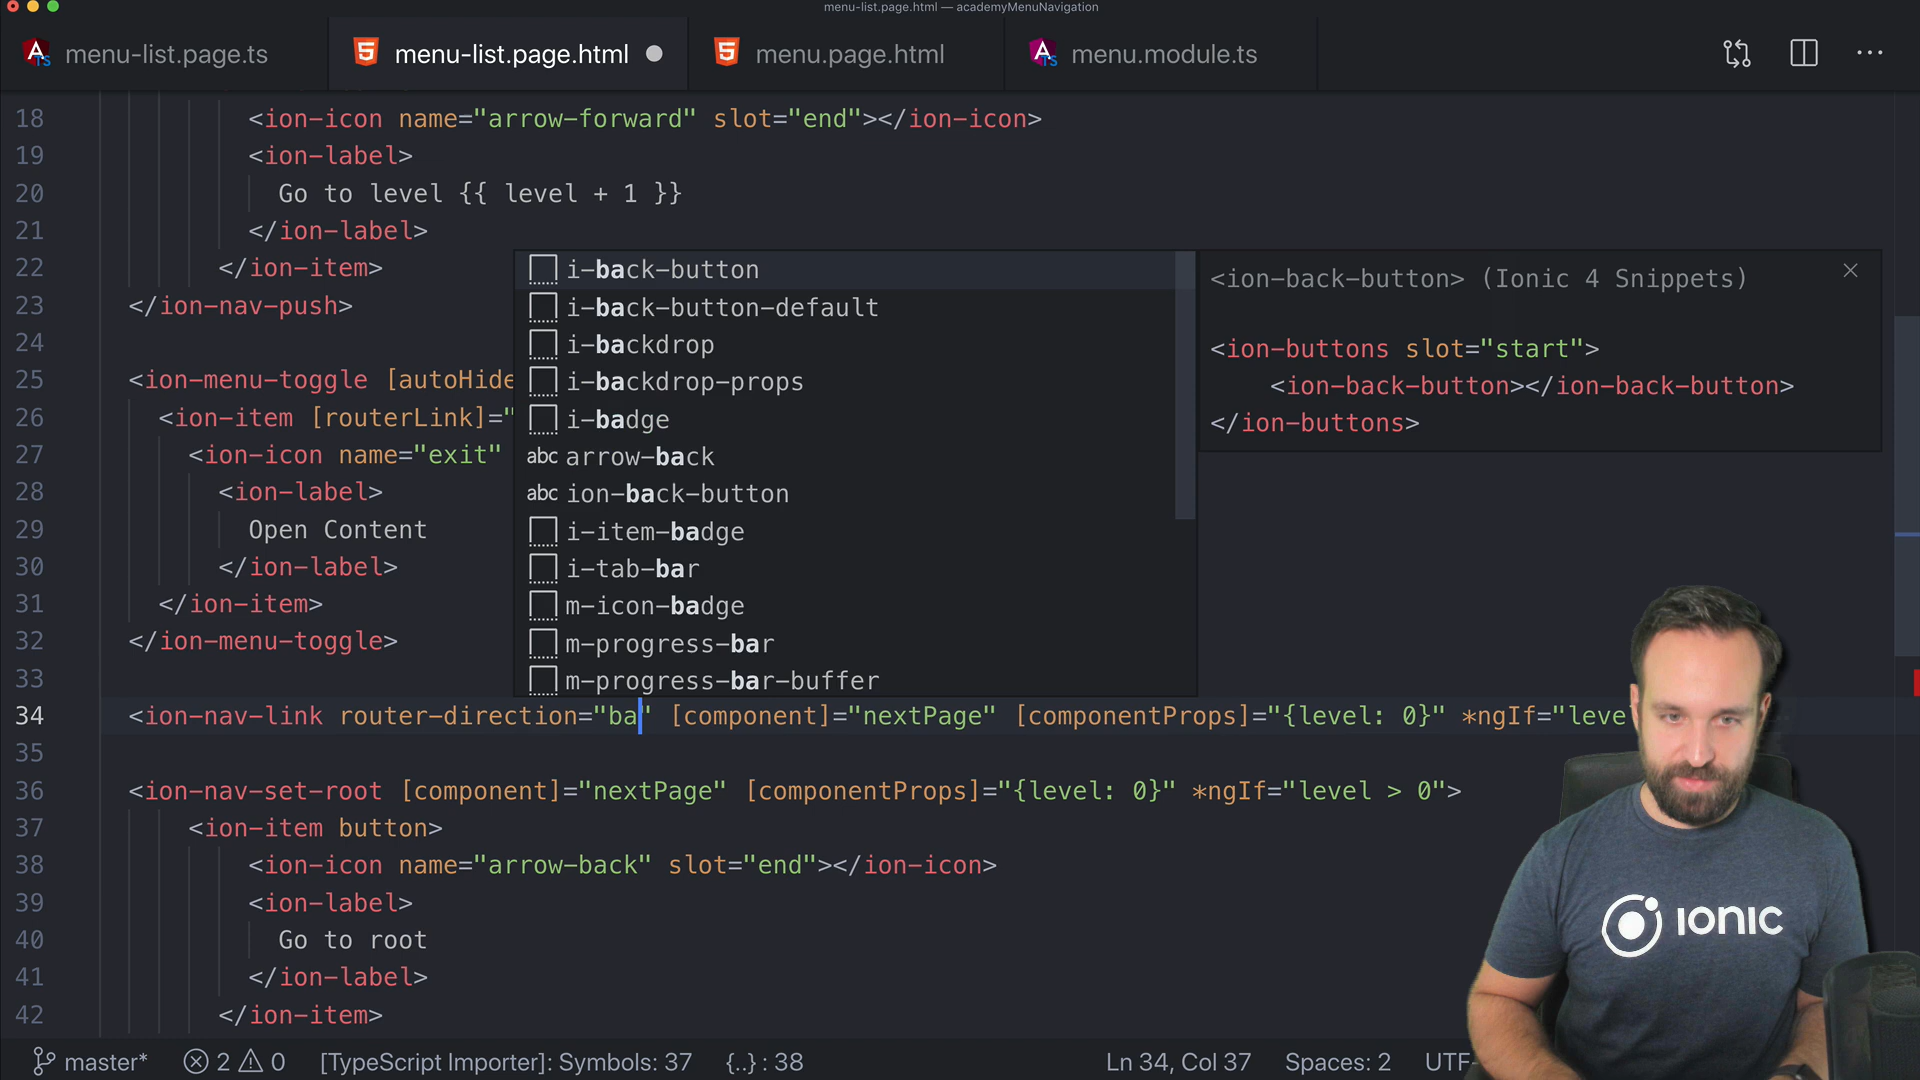 menu-list.page.html — academyMenuNavigation
menu-list.page.ts
menu-list.page.html
menu.page.html
menu.module.ts
18 <ion-icon name="arrow-forward" slot="end"></ion-icon>
19 <ion-label>
20 Go to level {{ level + 1 }}
21 </ion-label>
22 </ion-item>
23 </ion-nav-push>
24
25 <ion-menu-toggle [autoHide
26 <ion-item [routerLink]="
27 <ion-icon name="exit"
28 <ion-label>
29 Open Content
30 </ion-label>
31 </ion-item>
32 </ion-menu-toggle>
33
34 <ion-nav-link router-direction="ba" [component]="nextPage" [componentProps]="{level: 0}" *ngIf="leve
35
36 <ion-nav-set-root [component]="nextPage" [componentProps]="{level: 0}" *ngIf="level > 0">
37 <ion-item button>
38 <ion-icon name="arrow-back" slot="end"></ion-icon>
39 <ion-label>
40 Go to root
41 </ion-label>
42 </ion-item>
i-back-button
i-back-button-default
i-backdrop
i-backdrop-props
i-badge
abc arrow-back
abc ion-back-button
i-item-badge
i-tab-bar
m-icon-badge
m-progress-bar
m-progress-bar-buffer
<ion-back-button> (Ionic 4 Snippets)
<ion-buttons slot="start">
<ion-back-button></ion-back-button>
</ion-buttons>
IONIC
master* 2 0 [TypeScript Importer]: Symbols: 37 {..} : 38 Ln 34, Col 37 Spaces: 2 UTF-